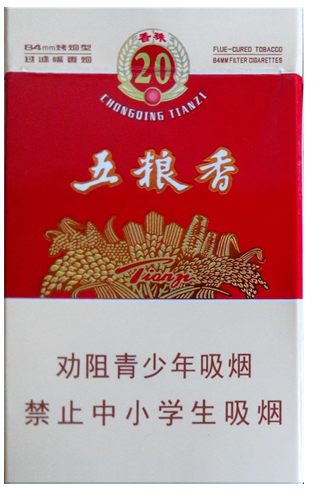 84mm烤烟型
过滤嘴香烟
香珠
20
CHONGQING TIANZI
FLUE-CURED TOBACCO
84MM FILTER CIGARETTES
五粮香
Tianzi
劝阻青少年吸烟
禁止中小学生吸烟